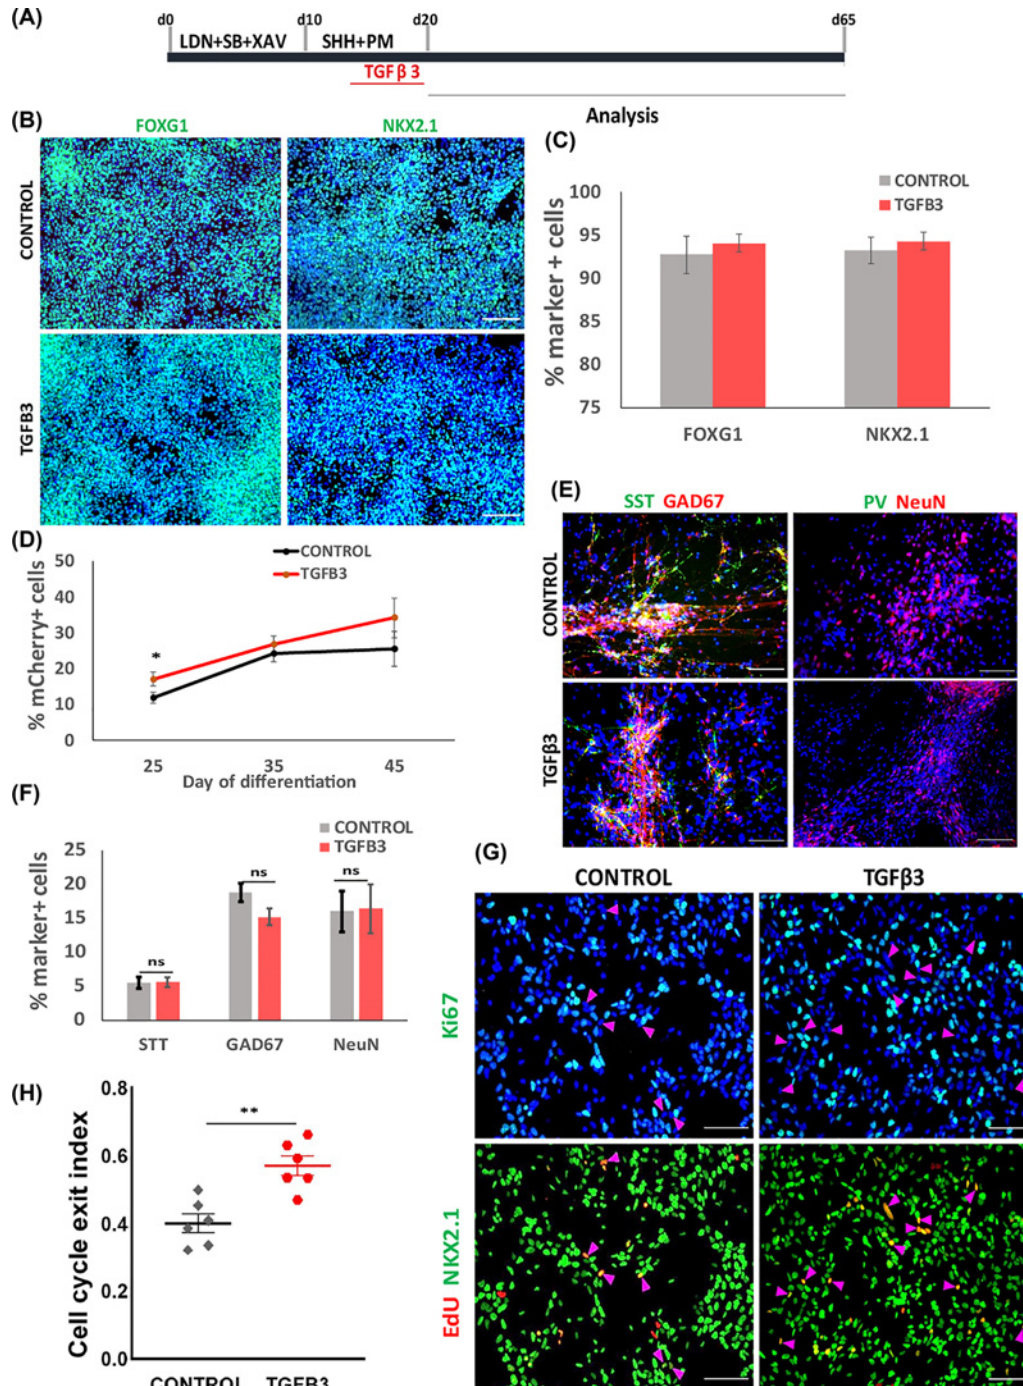 (A)
d0 d10 d20 d65
LDN+SB+XAV SHH+PM
TGFβ 3
Analysis
(B)
FOXG1 NKX2.1
CONTROL
TGFB3
(C)
% marker + cells
100
95
90
85
80
75
CONTROL
TGFB3
FOXG1 NKX2.1
(D)
CONTROL
TGFB3
% mCherry+ cells
50
40
30
20
10
0
*
25 35 45
Day of differentiation
(E)
SST GAD67 PV NeuN
CONTROL
TGFβ3
(F)
CONTROL
TGFB3
% marker+ cells
25
20
15
10
5
0
ns ns ns
STT GAD67 NeuN
(G)
CONTROL TGFβ3
Ki67
EdU NKX2.1
(H)
Cell cycle exit index
0.8
0.6
0.4
0.2
0.0
**
CONTROL TGFB3